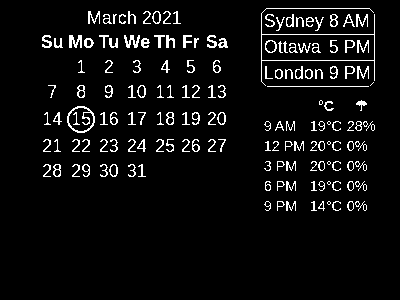 March 2021
Su Mo Tu We Th Fr Sa
1 2 3 4 5 6
7 8 9 10 11 12 13
14 15 16 17 18 19 20
21 22 23 24 25 26 27
28 29 30 31
Sydney 8 AM
Ottawa 5 PM
London 9 PM
°C
9 AM 19°C 28%
12 PM 20°C 0%
3 PM 20°C 0%
6 PM 19°C 0%
9 PM 14°C 0%